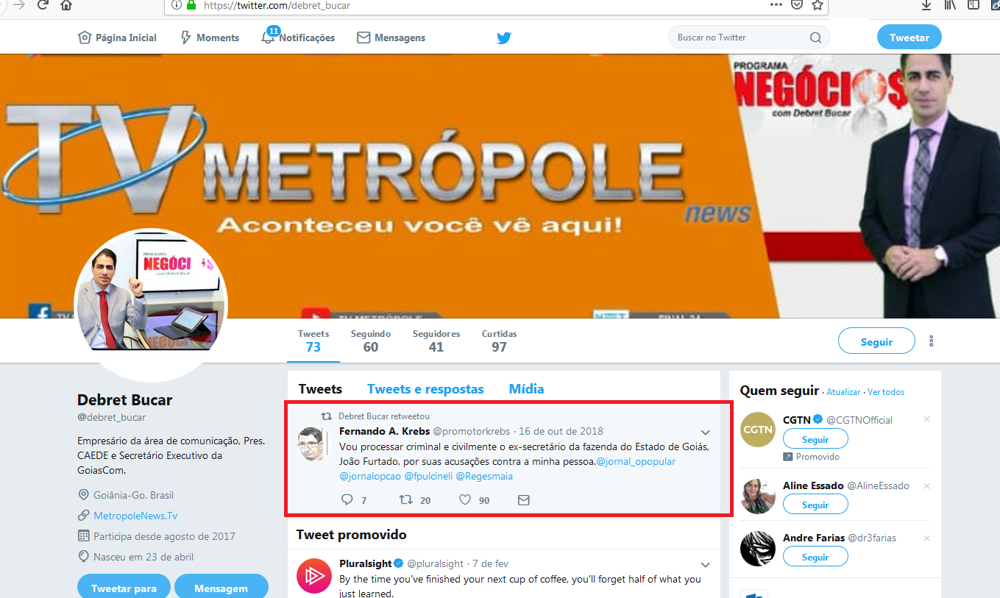 https://twitter.com/debret_bucar
Página Inicial
Moments
11
Notificações
Mensagens
Buscar no Twitter
Tweetar
TV METRÓPOLE
news
Aconteceu você vê aqui!
PROGRAMA
NEGÓCIOS
com Debret Bucar
PROGRAMA
NEGÓCI
com Debret Bucar
TV METRÓPOLE
CANAL 24
Tweets
73
Seguindo
60
Seguidores
41
Curtidas
97
Seguir
Debret Bucar
@debret_bucar
Empresário da área de comunicação, Pres.
CAEDE e Secretário Executivo da
GoiasCom.
Goiânia-Go. Brasil
MetropoleNews.Tv
Participa desde agosto de 2017
Nasceu em 23 de abril
Tweetar para
Mensagem
Tweets
Tweets e respostas
Mídia
Debret Bucar retweetou
Fernando A. Krebs @promotorkrebs · 16 de out de 2018
Vou processar criminal e civilmente o ex-secretário da fazenda do Estado de Goiás,
João Furtado, por suas acusações contra a minha pessoa.@jornal_opopular
@jornalopcao @fpulcineli @Regesmaia
7
20
90
Tweet promovido
Pluralsight @pluralsight · 7 de fev
By the time you've finished your next cup of coffee, you'll forget half of what you
just learned.
Quem seguir · Atualizar · Ver todos
CGTN
CGTN @CGTNOfficial
Seguir
Promovido
Aline Essado @AlineEssado
Seguir
Andre Farias @dr3farias
Seguir